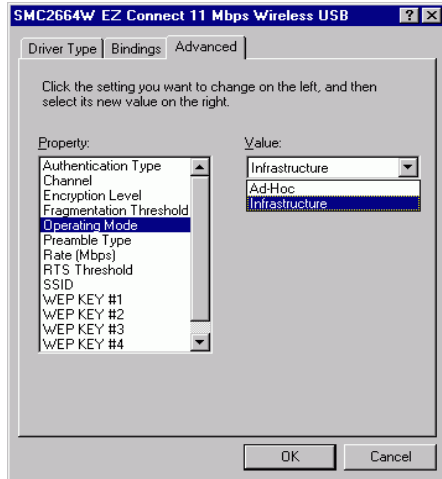 SMC2664W EZ Connect 11 Mbps Wireless USB
Driver Type
Bindings
Advanced
Click the setting you want to change on the left, and then
select its new value on the right.
Property:
Authentication Type
Channel
Encryption Level
Fragmentation Threshold
Operating Mode
Preamble Type
Rate (Mbps)
RTS Threshold
SSID
WEP KEY #1
WEP KEY #2
WEP KEY #3
WEP KEY #4
Value:
Infrastructure
Ad-Hoc
Infrastructure
OK
Cancel